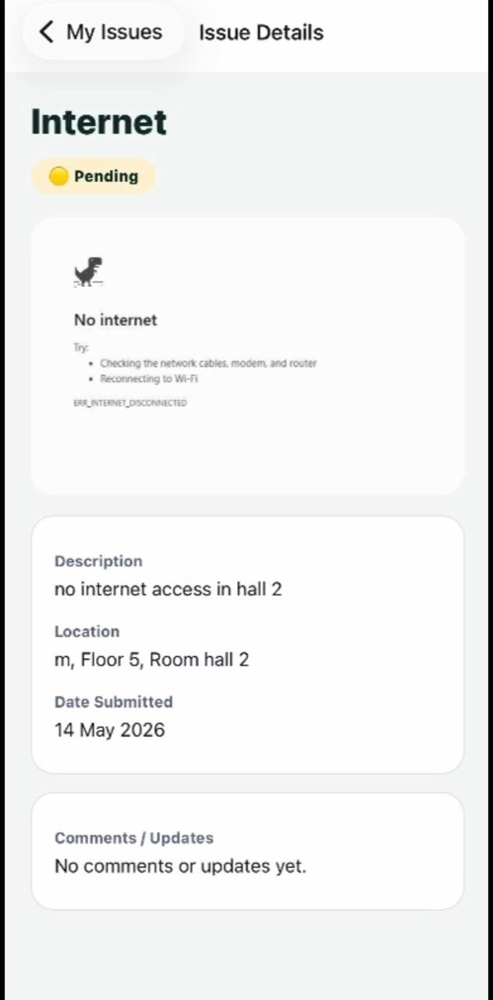 My Issues
Issue Details
Internet
Pending
No internet
Try:
• Checking the network cables, modem, and router
• Reconnecting to Wi-Fi
ERR_INTERNET_DISCONNECTED
Description
no internet access in hall 2
Location
m, Floor 5, Room hall 2
Date Submitted
14 May 2026
Comments / Updates
No comments or updates yet.